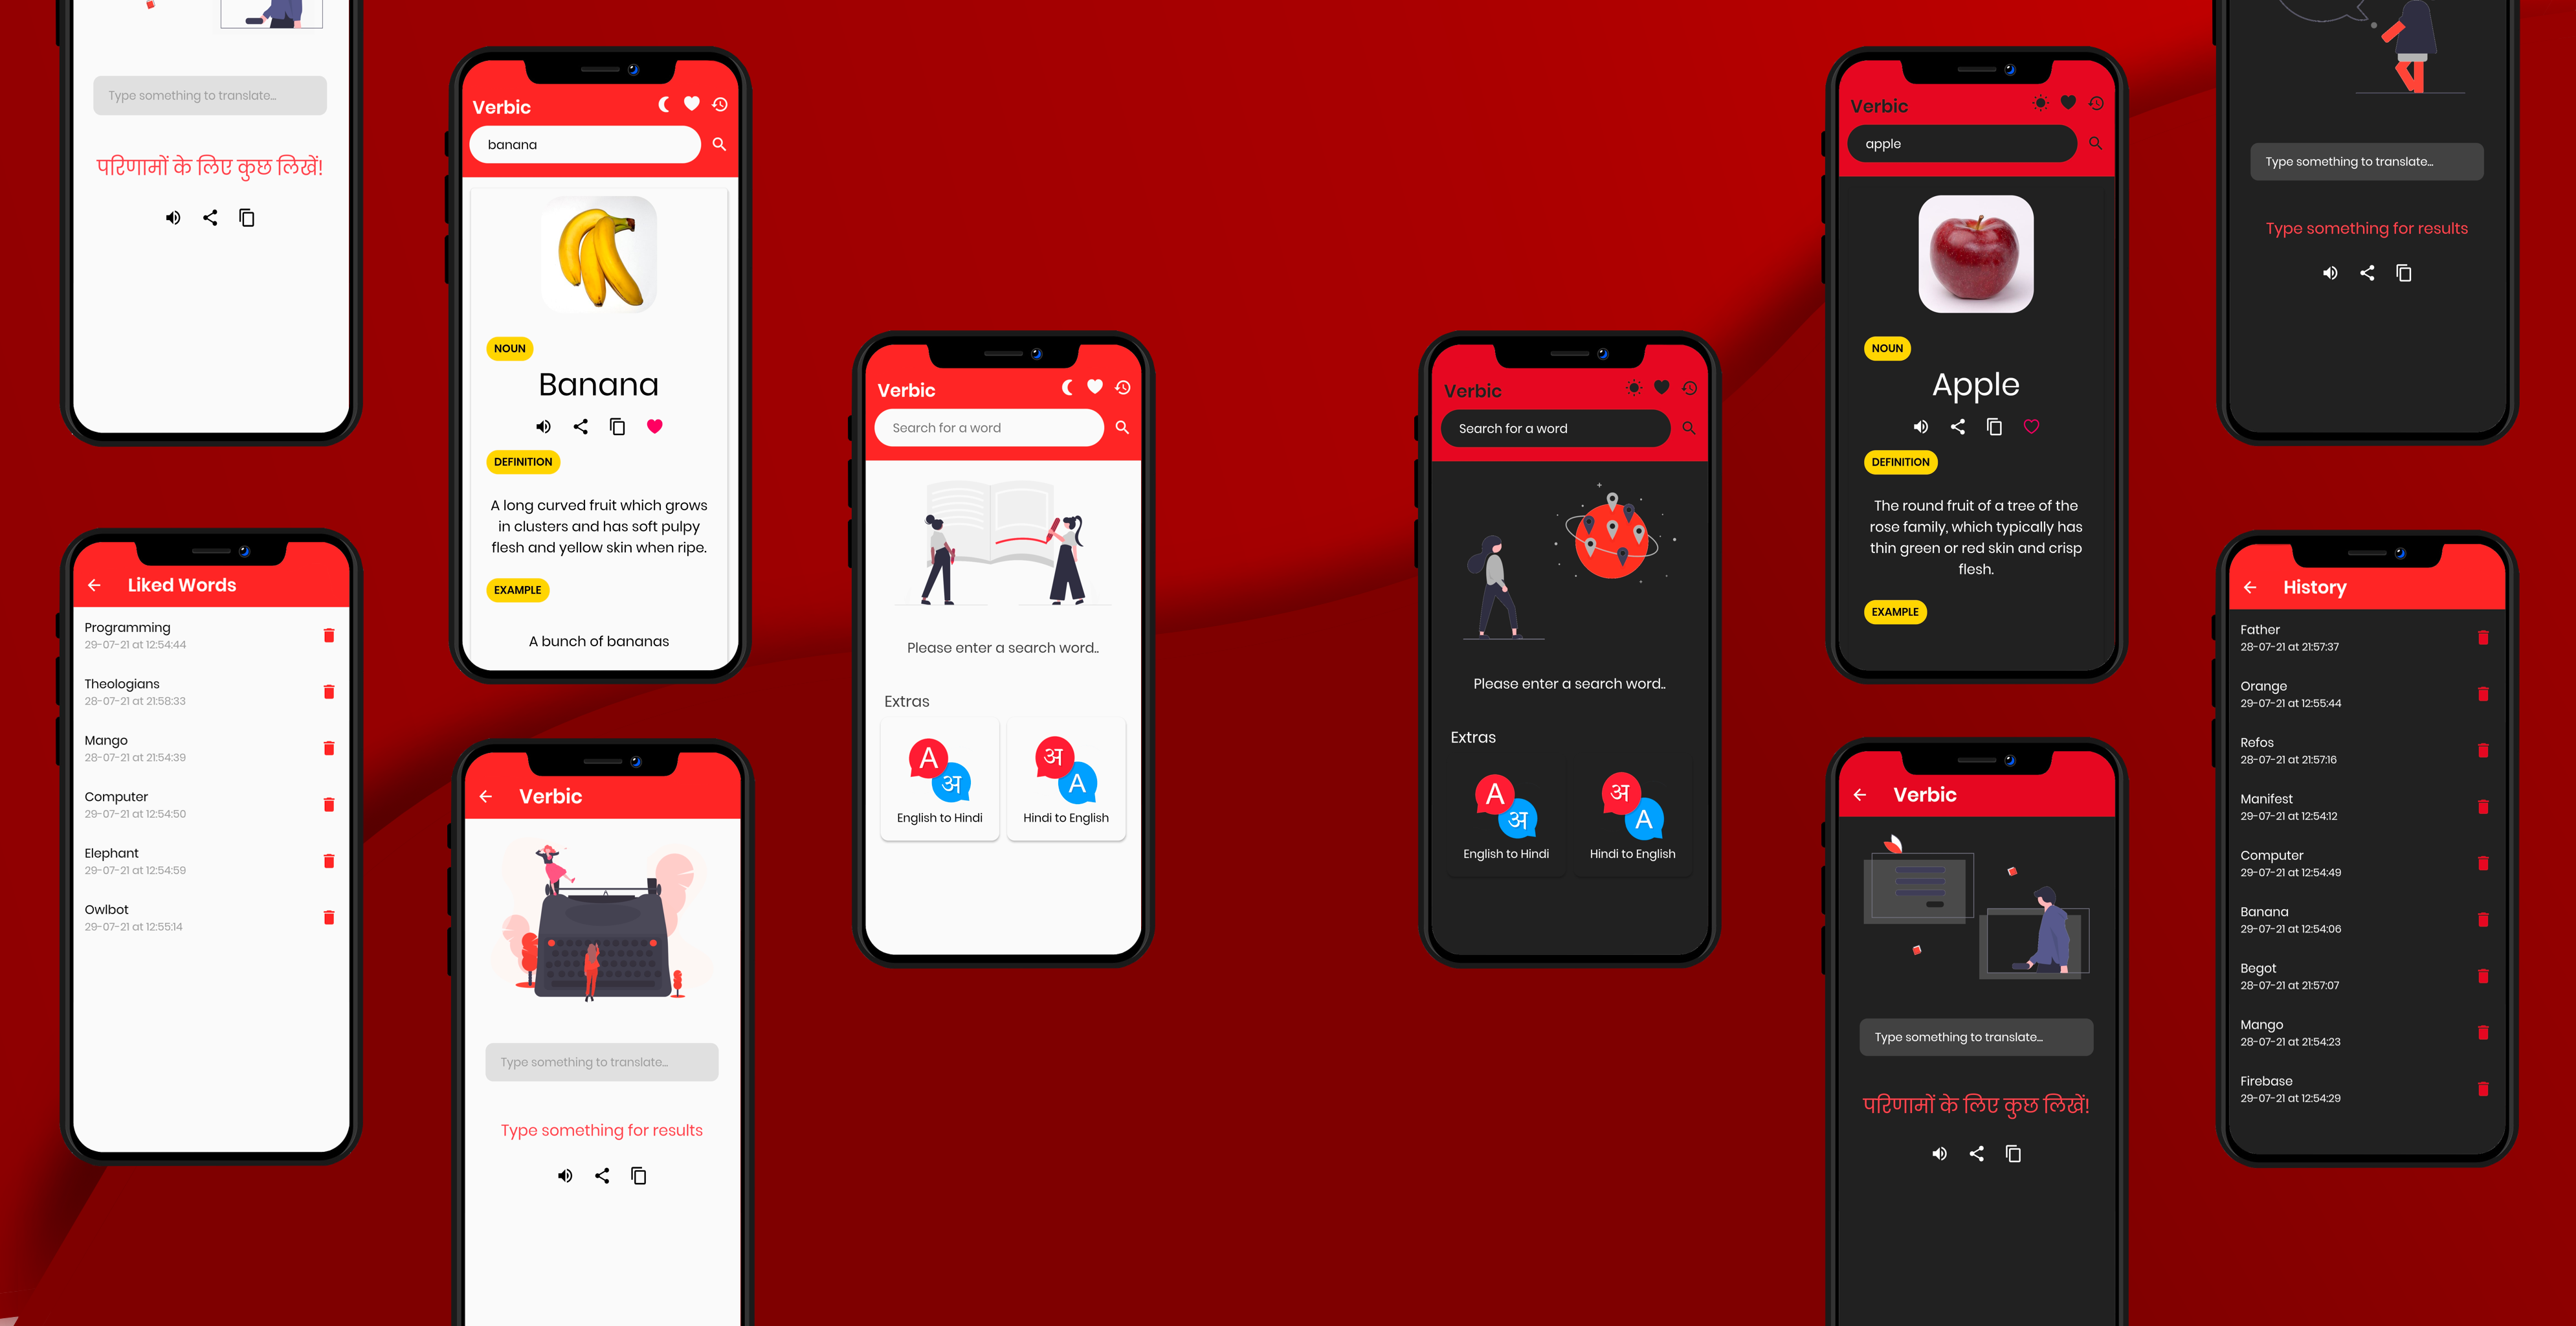 Type something to translate...
परिणामों के लिए कुछ लिखें!
Liked Words
Programming
29-07-21 at 12:54:44
Theologians
28-07-21 at 21:58:33
Mango
28-07-21 at 21:54:39
Computer
29-07-21 at 12:54:50
Elephant
29-07-21 at 12:54:59
Owlbot
29-07-21 at 12:55:14
Verbic
banana
NOUN
Banana
DEFINITION
A long curved fruit which grows
in clusters and has soft pulpy
flesh and yellow skin when ripe.
EXAMPLE
A bunch of bananas
Verbic
Type something to translate...
Type something for results
Verbic
Search for a word
Please enter a search word..
Extras
A
अ
English to Hindi
अ
A
Hindi to English
Verbic
Search for a word
Please enter a search word..
Extras
A
अ
English to Hindi
अ
A
Hindi to English
Verbic
apple
NOUN
Apple
DEFINITION
The round fruit of a tree of the
rose family, which typically has
thin green or red skin and crisp
flesh.
EXAMPLE
Verbic
Type something to translate...
परिणामों के लिए कुछ लिखें!
Type something to translate...
Type something for results
History
Father
28-07-21 at 21:57:37
Orange
29-07-21 at 12:55:44
Refos
28-07-21 at 21:57:16
Manifest
29-07-21 at 12:54:12
Computer
29-07-21 at 12:54:49
Banana
29-07-21 at 12:54:06
Begot
28-07-21 at 21:57:07
Mango
28-07-21 at 21:54:23
Firebase
29-07-21 at 12:54:29